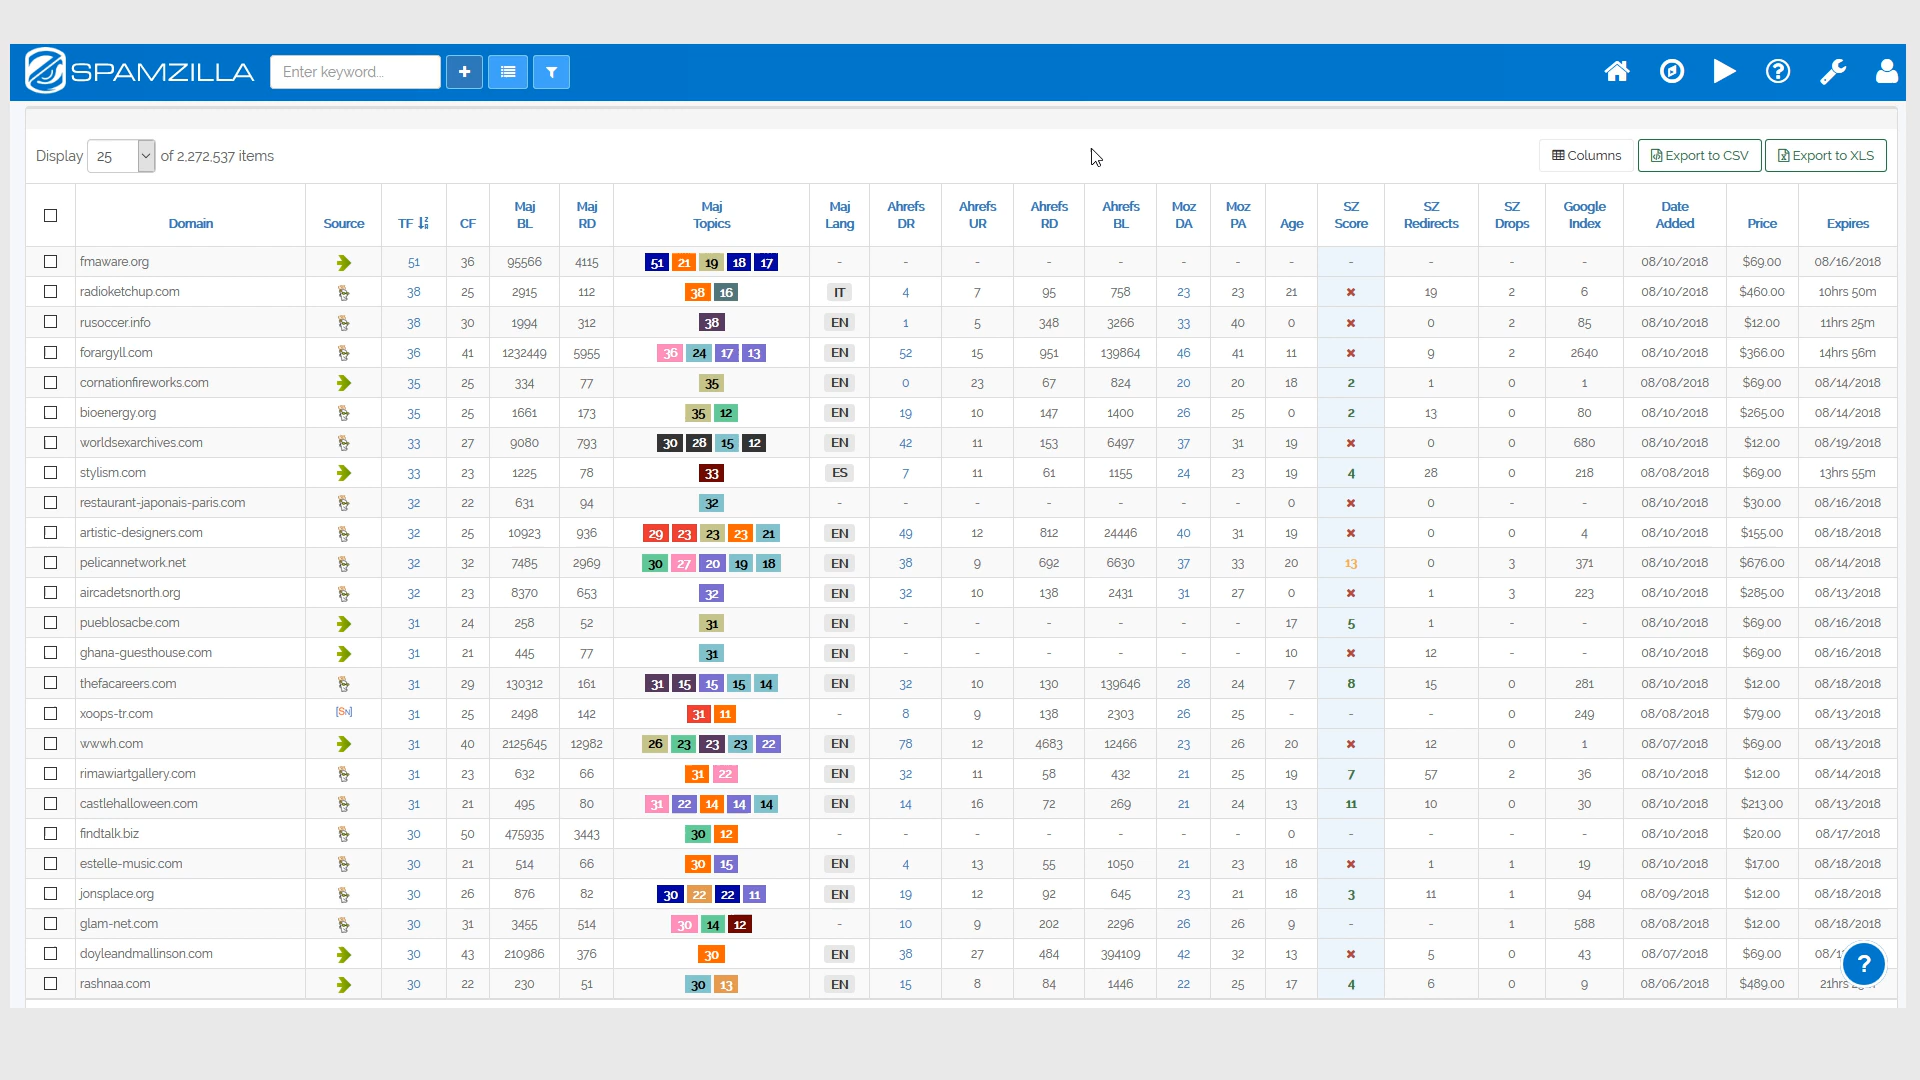 SPAMZILLA Enter keyword...
Display 25 of 2,272,537 items Columns Export to CSV Export to XLS
Domain Source TF CF Maj BL Maj RD Maj Topics Maj Lang Ahrefs DR Ahrefs UR Ahrefs RD Ahrefs BL Moz DA Moz PA Age SZ Score SZ Redirects SZ Drops Google Index Date Added Price Expires
fmaware.org 51 36 95566 4115 51 21 19 18 17 - - - - - - - - - - - - 08/10/2018 $69.00 08/16/2018
radioketchup.com 38 25 2915 112 38 16 IT 4 7 95 758 23 23 21 19 2 6 08/10/2018 $460.00 10hrs 50m
rusoccer.info 38 30 1994 312 38 EN 1 5 348 3266 33 40 0 0 2 85 08/10/2018 $12.00 11hrs 25m
forargyll.com 36 41 1232449 5955 36 24 17 13 EN 52 15 951 139864 46 41 11 9 2 2640 08/10/2018 $366.00 14hrs 56m
cornationfireworks.com 35 25 334 77 35 EN 0 23 67 824 20 20 18 2 1 0 1 08/08/2018 $69.00 08/14/2018
bioenergy.org 35 25 1661 173 35 12 EN 19 10 147 1400 26 25 0 2 13 0 80 08/10/2018 $265.00 08/14/2018
worldsexarchives.com 33 27 9080 793 30 28 15 12 EN 42 11 153 6497 37 31 19 0 0 680 08/10/2018 $12.00 08/19/2018
stylism.com 33 23 1225 78 33 ES 7 11 61 1155 24 23 19 4 28 0 218 08/08/2018 $69.00 13hrs 55m
restaurant-japonais-paris.com 32 22 631 94 32 - - - - - - - 0 0 - - 08/10/2018 $30.00 08/16/2018
artistic-designers.com 32 25 10923 936 29 23 23 23 21 EN 49 12 812 24446 40 31 19 0 0 4 08/10/2018 $155.00 08/18/2018
pelicannetwork.net 32 32 7485 2969 30 27 20 19 18 EN 38 9 692 6630 37 33 20 13 0 3 371 08/10/2018 $676.00 08/14/2018
aircadetsnorth.org 32 23 8370 653 32 EN 32 10 138 2431 31 27 0 1 3 223 08/10/2018 $285.00 08/13/2018
pueblosacbe.com 31 24 258 52 31 EN - - - - - - 17 5 1 - - 08/10/2018 $69.00 08/16/2018
ghana-guesthouse.com 31 21 445 77 31 EN - - - - - - 10 12 - - 08/10/2018 $69.00 08/16/2018
thefacareers.com 31 29 130312 161 31 15 15 15 14 EN 32 10 130 139646 28 24 7 8 15 0 281 08/10/2018 $12.00 08/18/2018
xoops-tr.com [SN] 31 25 2498 142 31 11 - 8 9 138 2303 26 25 - - - 0 249 08/08/2018 $79.00 08/13/2018
wwwh.com 31 40 2125645 12982 26 23 23 23 22 EN 78 12 4683 12466 23 26 20 12 0 1 08/07/2018 $69.00 08/13/2018
rimawiartgallery.com 31 23 632 66 31 22 EN 32 11 58 432 21 25 19 7 57 2 36 08/10/2018 $12.00 08/14/2018
castlehalloween.com 31 21 495 80 31 22 14 14 14 EN 14 16 72 269 21 24 13 11 10 0 30 08/10/2018 $213.00 08/13/2018
findtalk.biz 30 50 475935 3443 30 12 - - - - - - - 0 - - - - 08/10/2018 $20.00 08/17/2018
estelle-music.com 30 21 514 66 30 15 EN 4 13 55 1050 21 23 18 1 1 19 08/10/2018 $17.00 08/18/2018
jonsplace.org 30 26 876 82 30 22 22 11 EN 19 12 92 645 23 21 18 3 11 1 94 08/09/2018 $12.00 08/18/2018
glam-net.com 30 31 3455 514 30 14 12 - 10 9 202 2296 26 26 9 - - 1 588 08/08/2018 $12.00 08/18/2018
doyleandmallinson.com 30 43 210986 376 30 EN 38 27 484 394109 42 32 13 5 0 43 08/07/2018 $69.00
rashnaa.com 30 22 230 51 30 13 EN 15 8 84 1446 22 25 17 4 6 0 9 08/06/2018 $489.00 21hrs